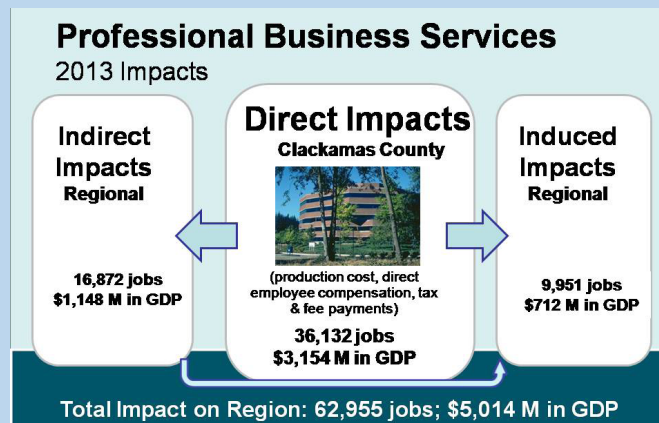 Professional Business Services
2013 Impacts
Indirect
Impacts
Regional
16,872 jobs
$1,148 M in GDP
Direct Impacts
Clackamas County
(production cost, direct
employee compensation, tax
& fee payments)
36,132 jobs
$3,154 M in GDP
Induced
Impacts
Regional
9,951 jobs
$712 M in GDP
Total Impact on Region: 62,955 jobs; $5,014 M in GDP